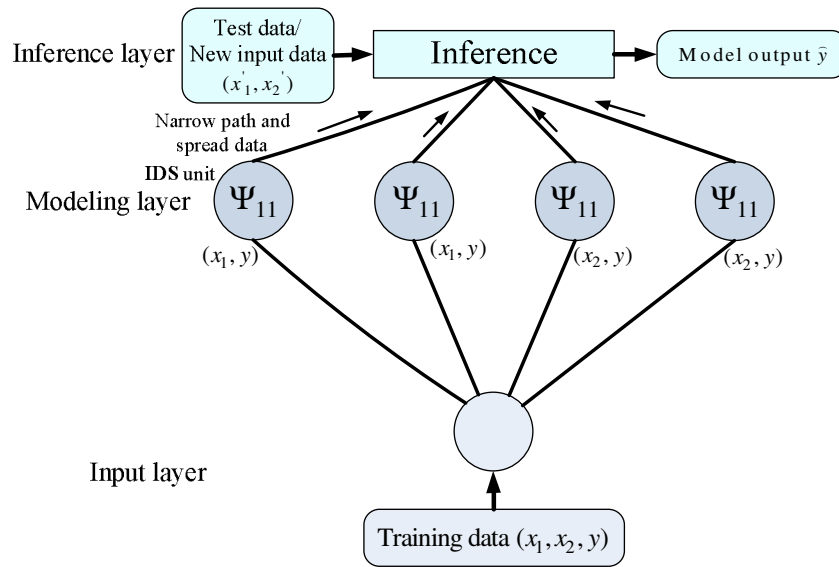 Inference layer
Test data/
New input data
(x'₁, x₂')
Inference
Model output ȳ
Narrow path and
spread data
IDS unit
Modeling layer
Ψ₁₁ Ψ₁₁ Ψ₁₁ Ψ₁₁
(x₁, y) (x₁, y) (x₂, y) (x₂, y)
Input layer
Training data (x₁, x₂, y)